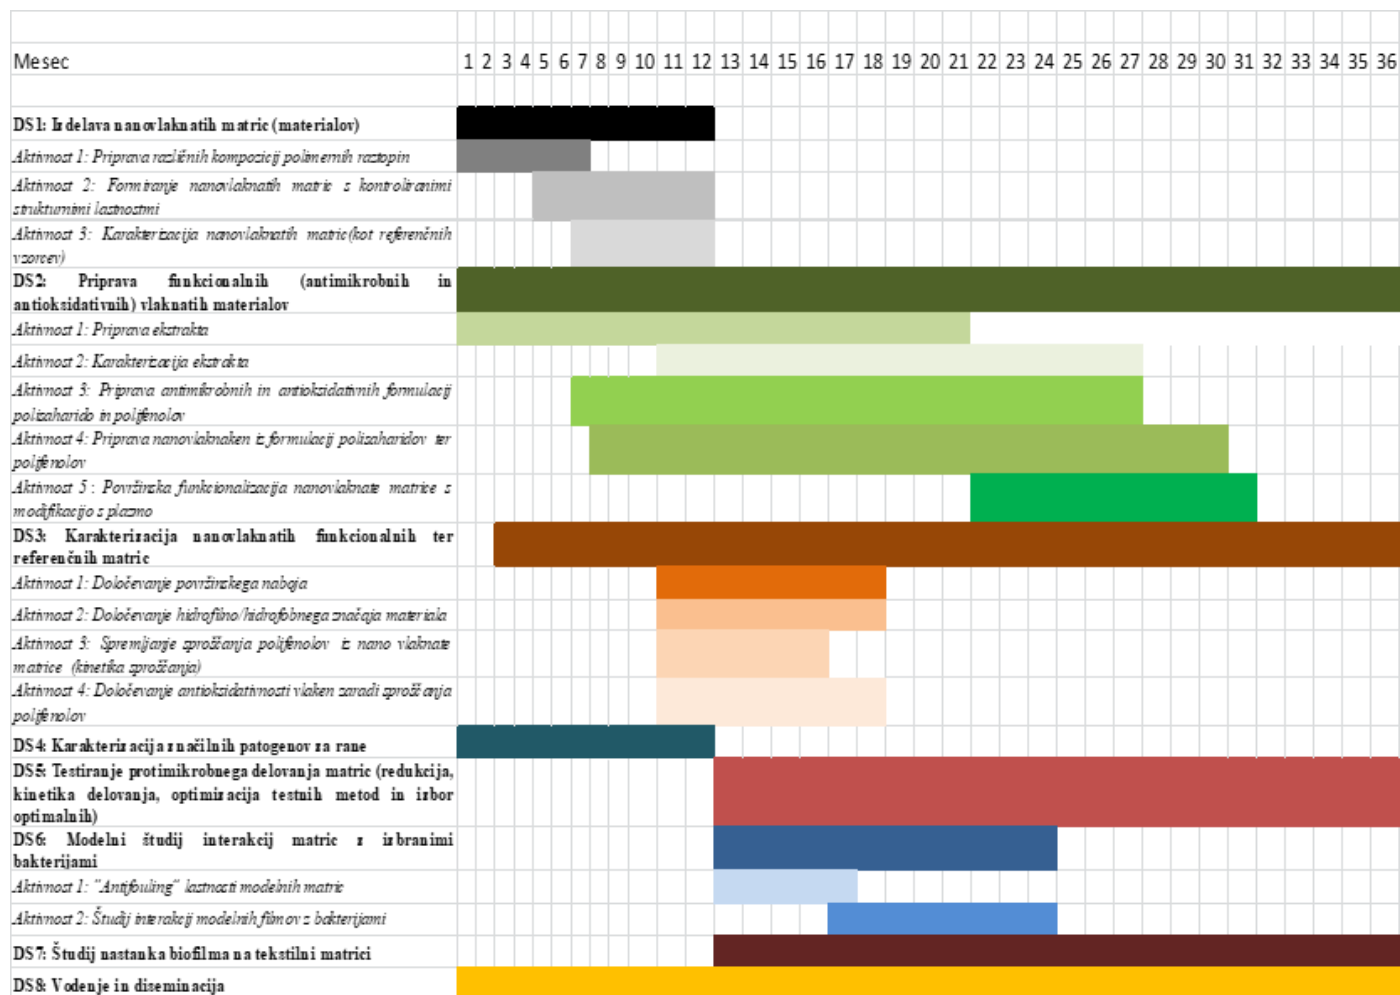 Mesec 1 2 3 4 5 6 7 8 9 10 11 12 13 14 15 16 17 18 19 20 21 22 23 24 25 26 27 28 29 30 31 32 33 34 35 36
DS1: Izdelava nanovlaknatih matric (materialov)
Aktivnost 1: Priprava različnih kompozicij polimernih raztopin
Aktivnost 2: Formiranje nanovlaknatih matric s kontroliranimi
strukturnimi lastnostmi
Aktivnost 3: Karakterizacija nanovlaknatih matric(kot referenčnih
vzorcev)
DS2: Priprava funkcionalnih (antimikrobnih in
antioksidativnih) vlaknatih materialov
Aktivnost 1: Priprava ekstrakta
Aktivnost 2: Karakterizacija ekstrakta
Aktivnost 3: Priprava antimikrobnih in antioksidativnih formulacij
polizaharido in polifenolov
Aktivnost 4: Priprava nanovlaknaken iz formulacij polisaharidov ter
polifenolov
Aktivnost 5 : Površinska funkcionalizacija nanovlaknate matrice s
modifikacijo s plazmo
DS3: Karakterizacija nanovlaknatih funkcionalnih ter
referenčnih matric
Aktivnost 1: Določevanje površinskega naboja
Aktivnost 2: Določevanje hidrofilno/hidrofobnega značaja materiala
Aktivnost 3: Spremljanje sproščanja polifenolov iz nano vlaknate
matrice (kinetika sproščanja)
Aktivnost 4: Določevanje antioksidativnosti vlaken zaradi sproščanja
polifenolov
DS4: Karakterizacija značilnih patogenov za rane
DS5: Testiranje protimikrobnega delovanja matric (redukcija,
kinetika delovanja, optimizacija testnih metod in izbor
optimalnih)
DS6: Modelni študij interakcij matric z izbranimi
bakterijami
Aktivnost 1: "Antifouling" lastnosti modelnih matric
Aktivnost 2: Študij interakcij modelnih filmov z bakterijami
DS7: Študij nastanka biofilma na tekstilni matrici
DS8: Vodenje in diseminacija